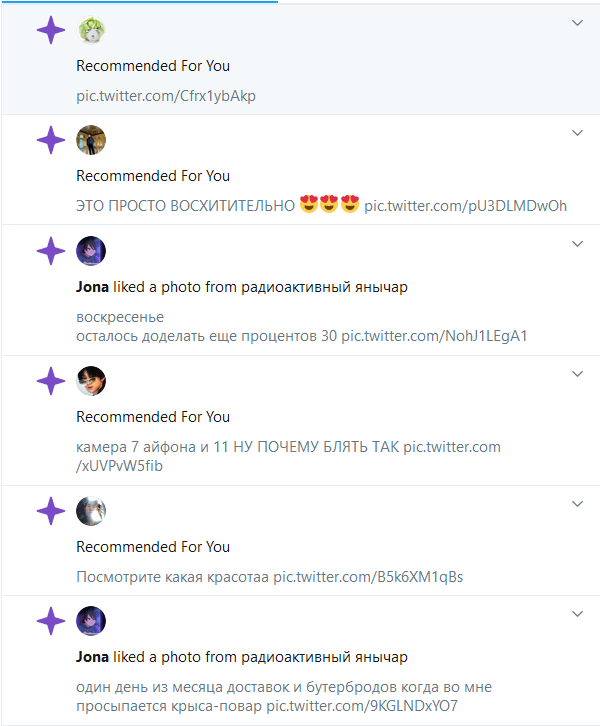 Recommended For You
pic.twitter.com/Cfrx1ybAkp
Recommended For You
ЭТО ПРОСТО ВОСХИТИТЕЛЬНО 😍😍😍 pic.twitter.com/pU3DLMDwOh
Jona liked a photo from радиоактивный янычар
воскресенье
осталось доделать еще процентов 30 pic.twitter.com/NohJ1LEgA1
Recommended For You
камера 7 айфона и 11 НУ ПОЧЕМУ БЛЯТЬ ТАК pic.twitter.com
/xUVPvW5fib
Recommended For You
Посмотрите какая красотаа pic.twitter.com/B5k6XM1qBs
Jona liked a photo from радиоактивный янычар
один день из месяца доставок и бутербродов когда во мне
просыпается крыса-повар pic.twitter.com/9KGLNDxYO7